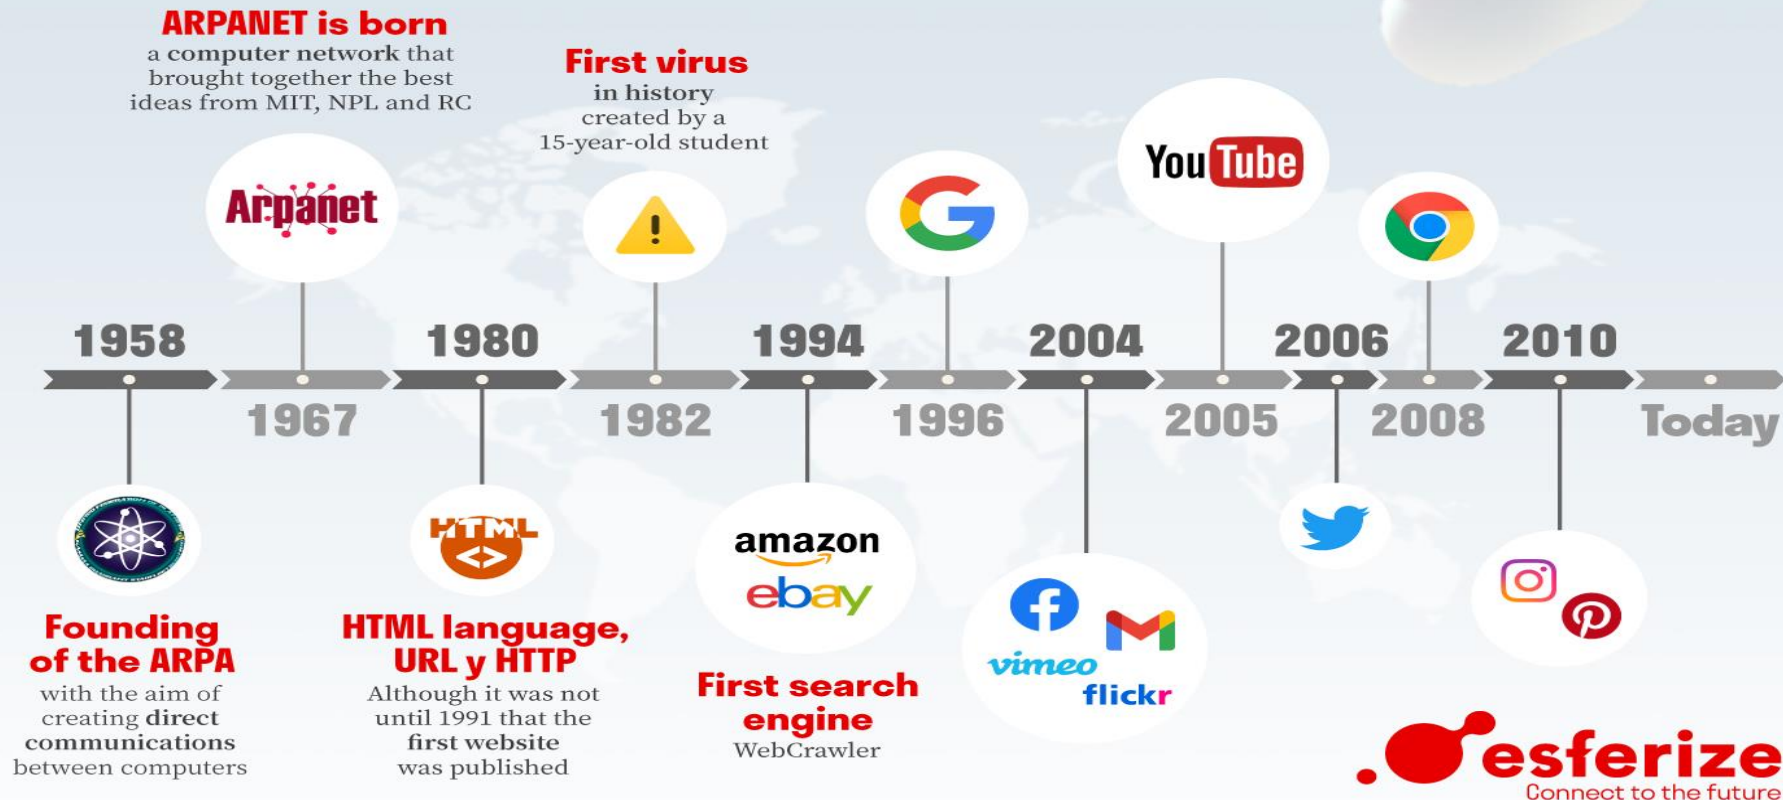 ARPANET is born
a computer network that
brought together the best
ideas from MIT, NPL and RC
First virus
in history
created by a
15-year-old student
Arpanet
YouTube
1958
1980
1994
2004
2006
2010
1967
1982
1996
2005
2008
Today
HTML
<>
amazon
ebay
vimeo
flickr
Founding
of the ARPA
with the aim of
creating direct
communications
between computers
HTML language,
URL y HTTP
Although it was not
until 1991 that the
first website
was published
First search
engine
WebCrawler
esferize
Connect to the future